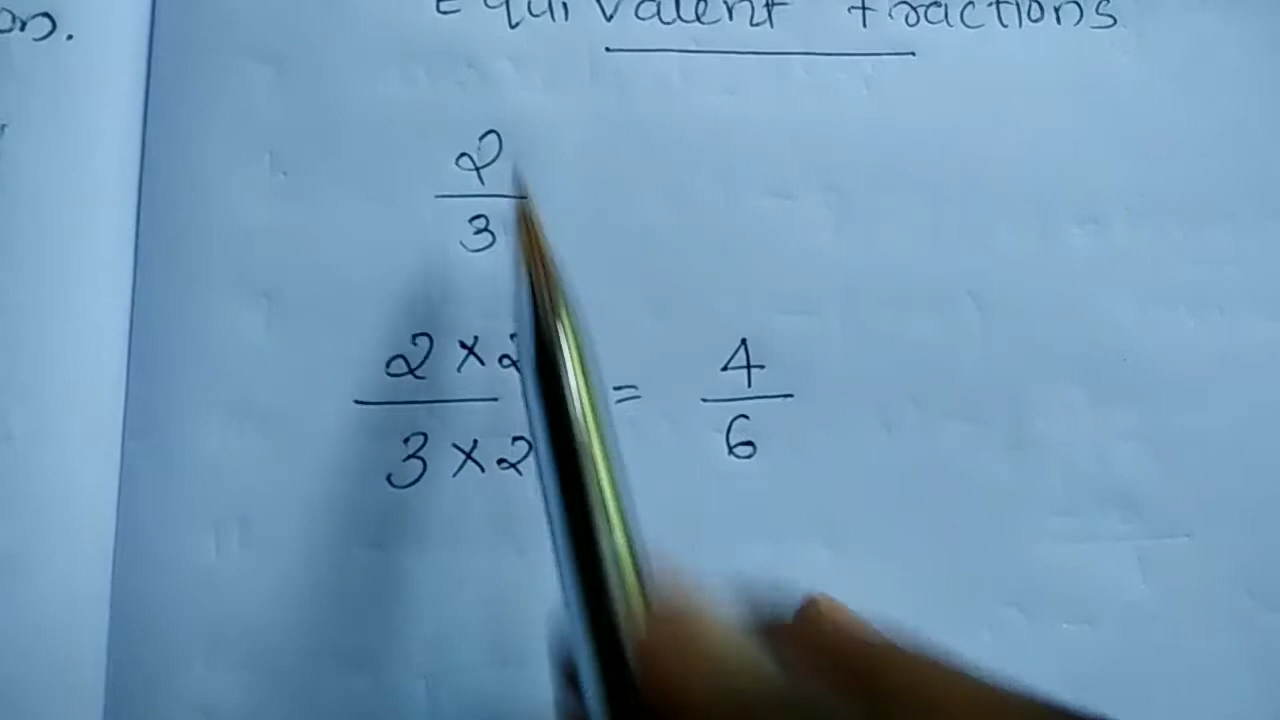 Equivalent fractions
2
3
2 × 2
3 × 2
=
4
6